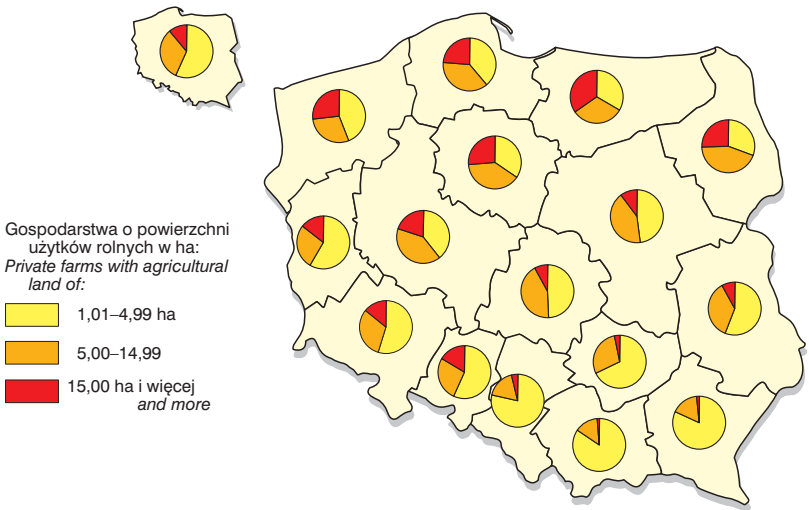 Gospodarstwa o powierzchni
użytków rolnych w ha:
Private farms with agricultural
land of:
1,01–4,99 ha
5,00–14,99
15,00 ha i więcej
and more